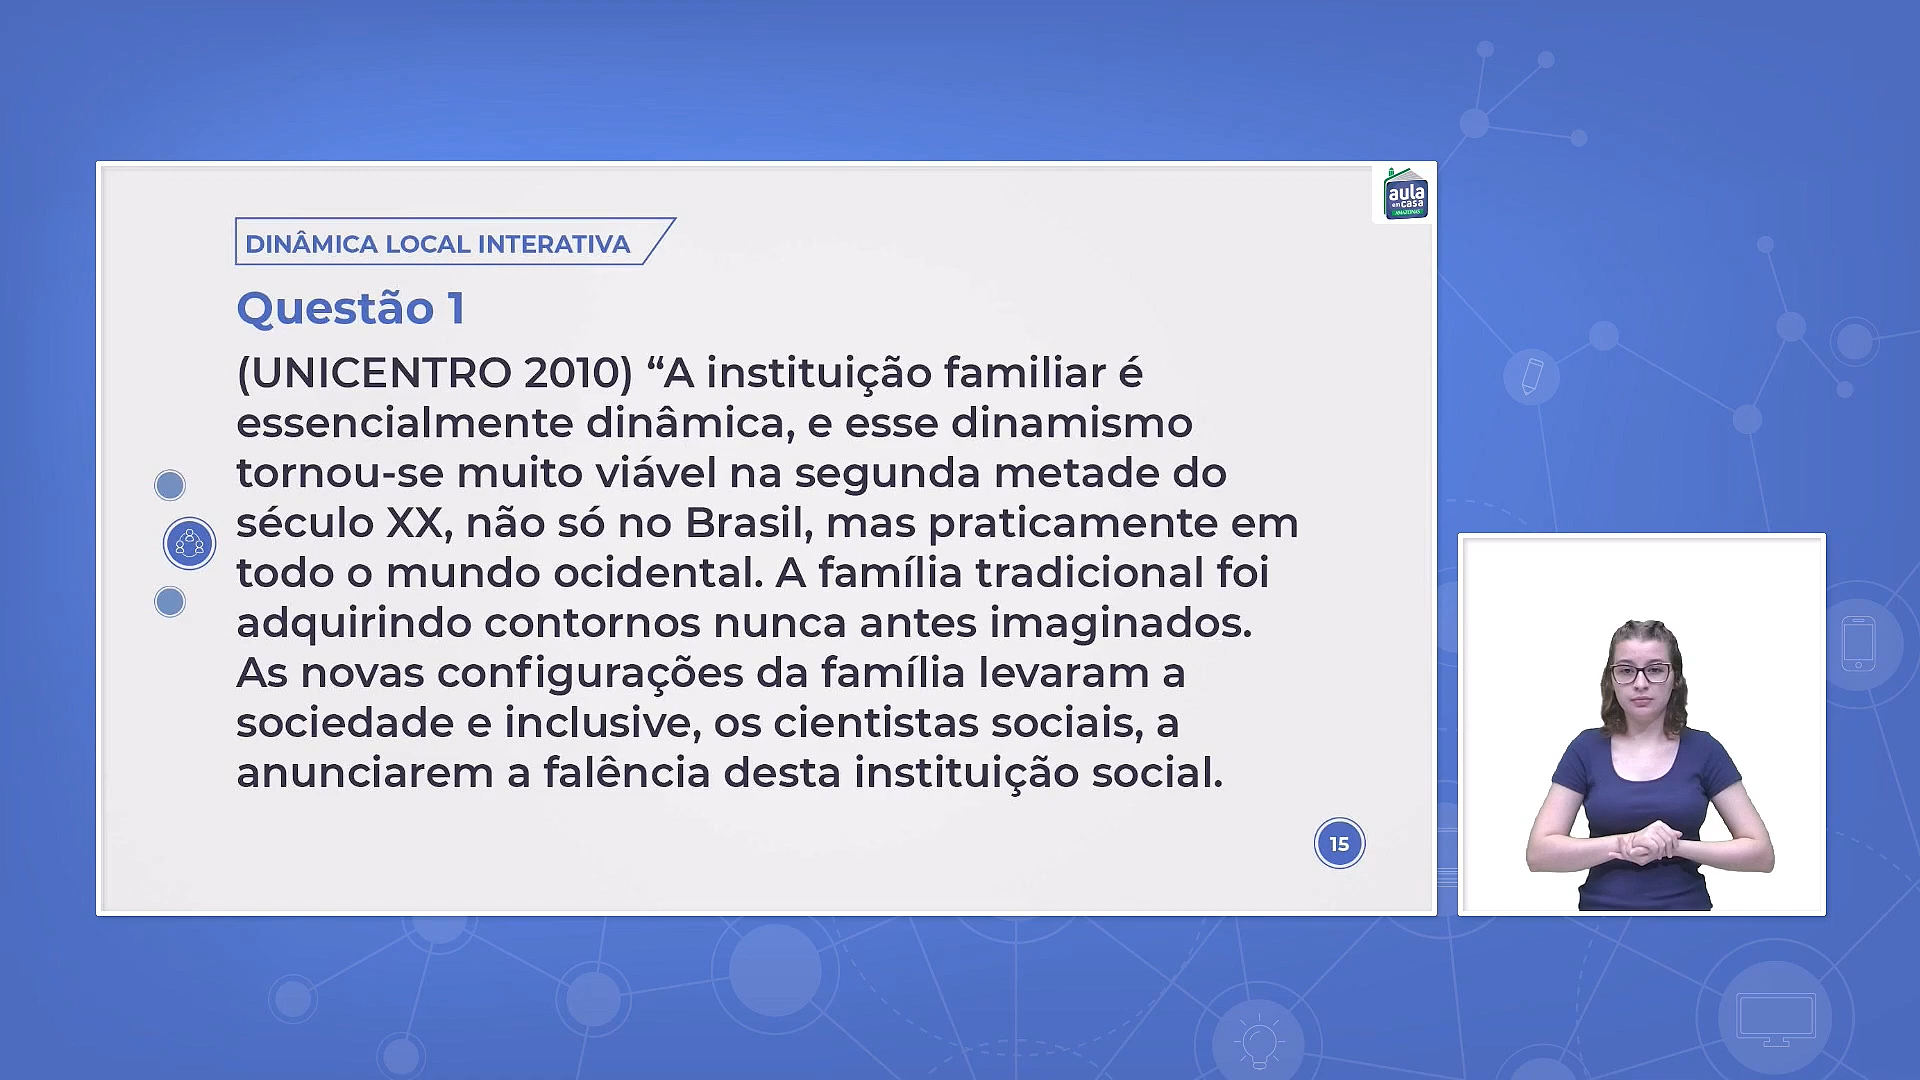 aula
em casa
AMAZONAS
DINÂMICA LOCAL INTERATIVA
Questão 1
(UNICENTRO 2010) “A instituição familiar é
essencialmente dinâmica, e esse dinamismo
tornou-se muito viável na segunda metade do
século XX, não só no Brasil, mas praticamente em
todo o mundo ocidental. A família tradicional foi
adquirindo contornos nunca antes imaginados.
As novas configurações da família levaram a
sociedade e inclusive, os cientistas sociais, a
anunciarem a falência desta instituição social.
15